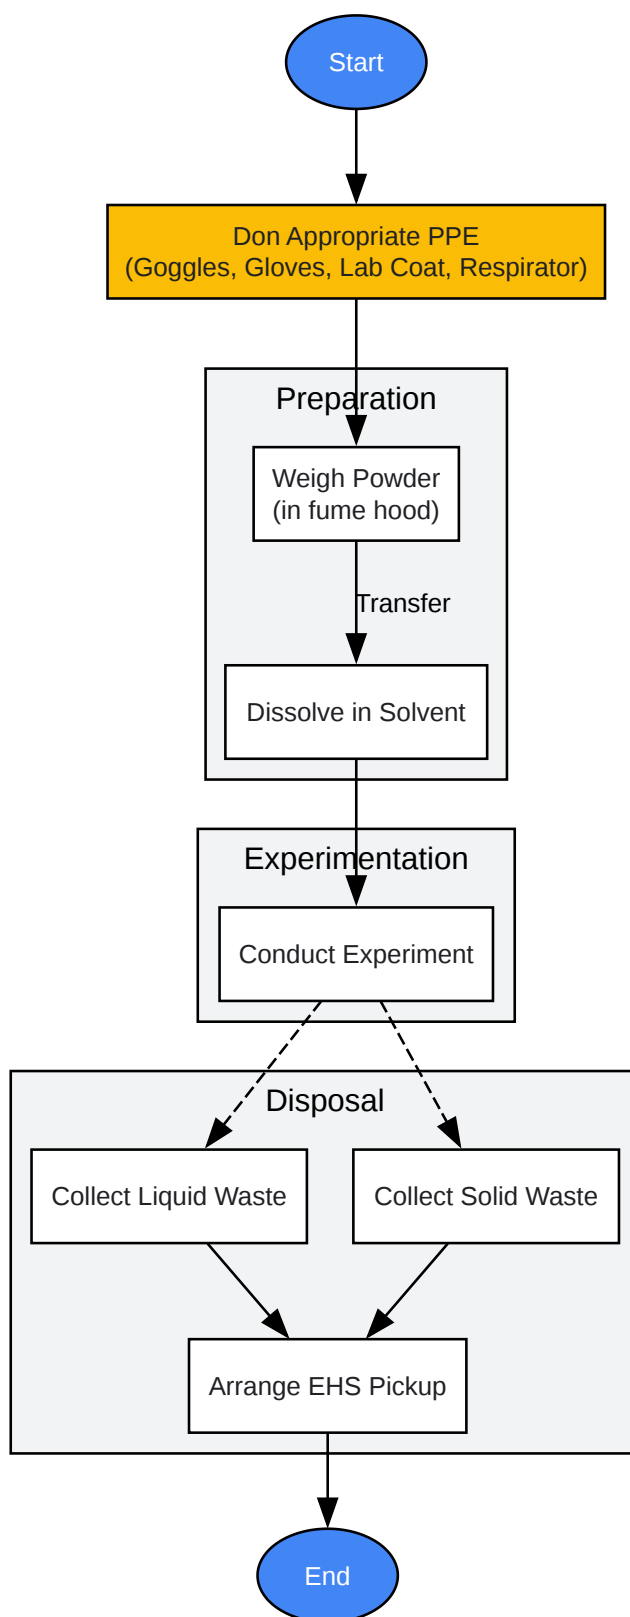 Start
Don Appropriate PPE
(Goggles, Gloves, Lab Coat, Respirator)
Preparation
Weigh Powder
(in fume hood)
Transfer
Dissolve in Solvent
Experimentation
Conduct Experiment
Disposal
Collect Liquid Waste
Collect Solid Waste
Arrange EHS Pickup
End